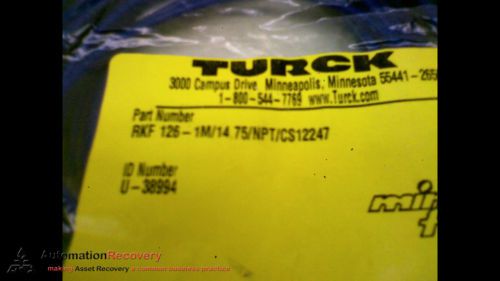 TURCK
3000 Campus Drive Minneapolis, Minnesota 55441-265
1-800-544-7769 www.Turck.com
Part Number
RKF 126-1M/14.75/NPT/CS12247
ID Number
U-38994
AutomationRecovery
making Asset Recovery a common business practice